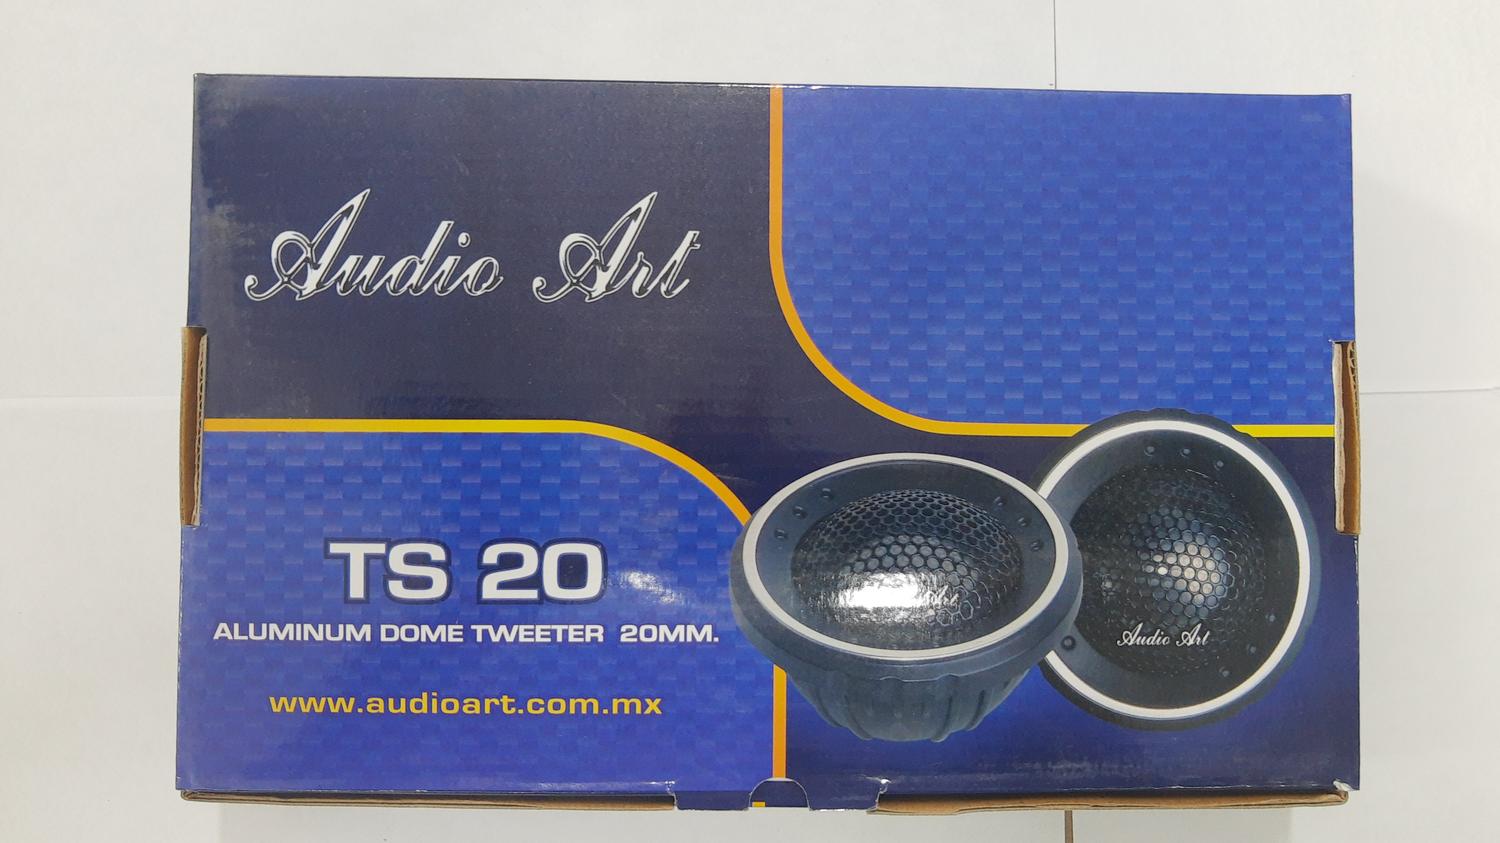 Audio Art
TS 20
ALUMINUM DOME TWEETER 20MM.
www.audioart.com.mx
Audio Art